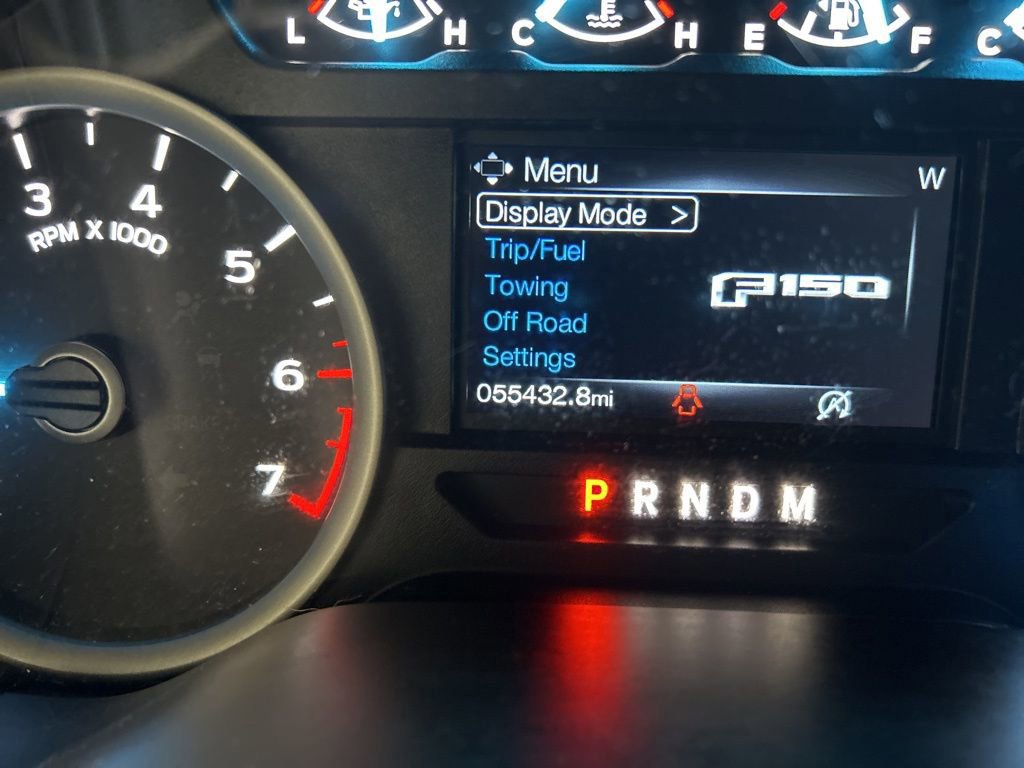 L H C H E F C
3 4 5 6 7
RPM X 1000
Menu W
Display Mode >
Trip/Fuel
Towing
F150
Off Road
Settings
055432.8mi
P R N D M